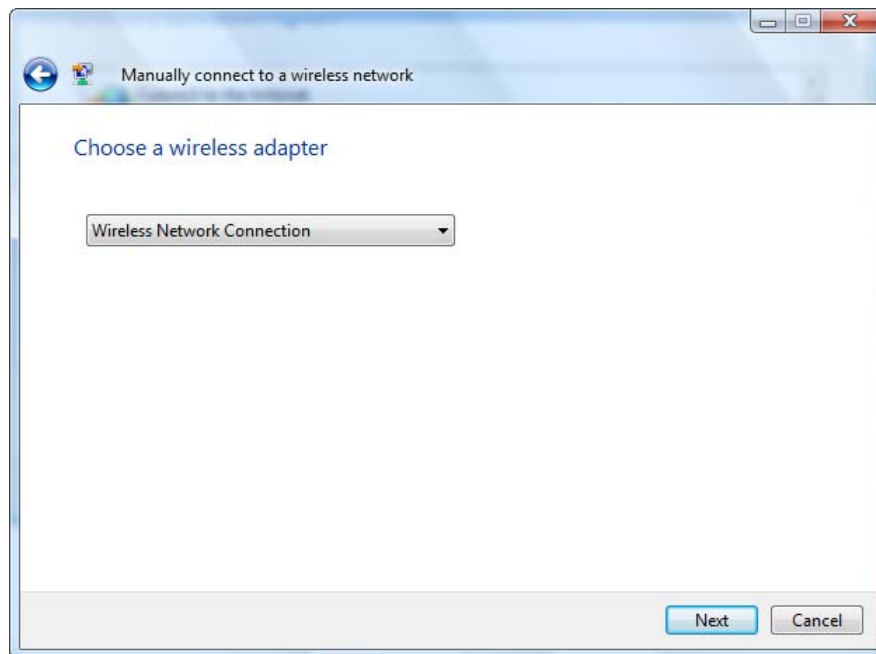 Manually connect to a wireless network
Choose a wireless adapter
Wireless Network Connection
Next
Cancel